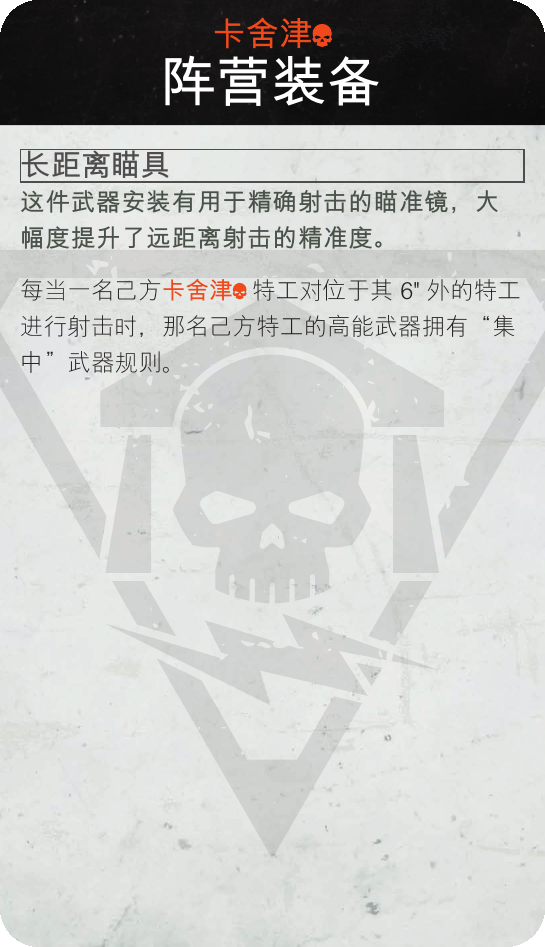 卡舍津
阵营装备
长距离瞄具
这件武器安装有用于精确射击的瞄准镜，大
幅度提升了远距离射击的精准度。
每当一名己方卡舍津 特工对位于其 6" 外的特工
进行射击时，那名己方特工的高能武器拥有“集
中”武器规则。